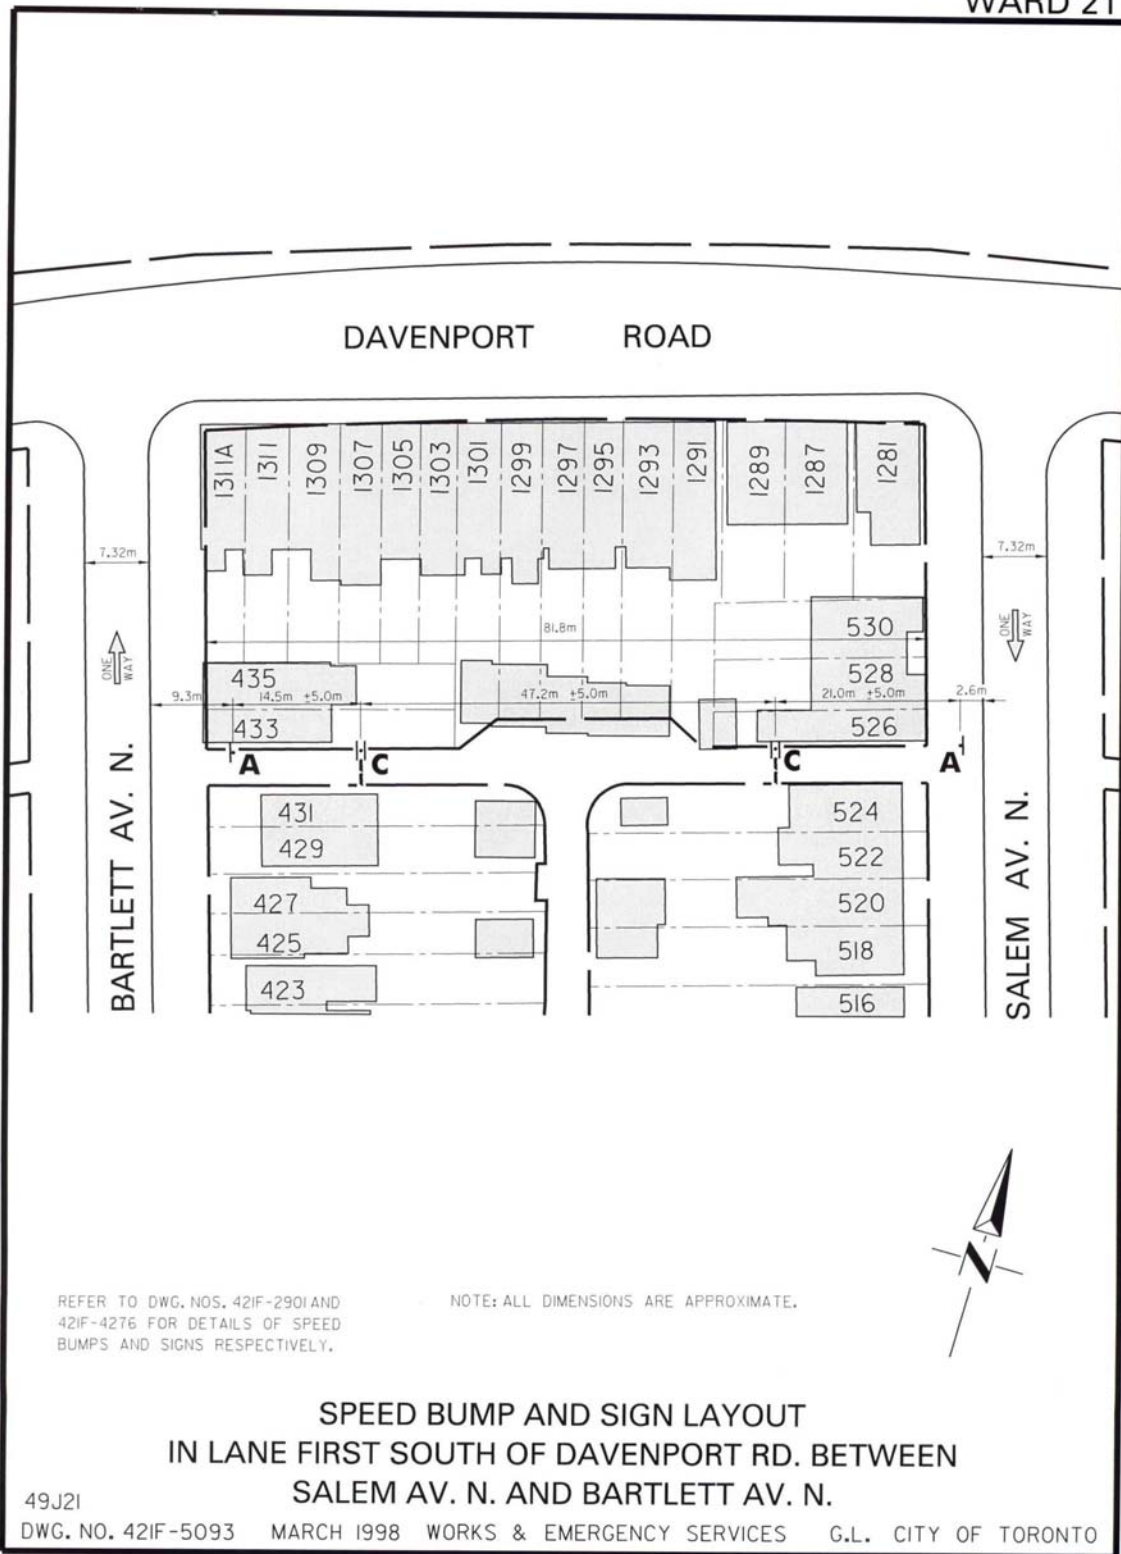 WARD 21
DAVENPORT ROAD
1311A 1311 1309 1307 1305 1303 1301 1299 1297 1295 1293 1291 1289 1287 1281
7.32m
7.32m
81.8m
530
ONE WAY
ONE WAY
435
528
9.3m 14.5m ±5.0m 47.2m ±5.0m 21.0m ±5.0m 2.6m
433
526
A C C A
431
524
429
522
427
520
425
518
423
516
BARTLETT AV. N.
SALEM AV. N.
N
REFER TO DWG. NOS. 421F-2901 AND
421F-4276 FOR DETAILS OF SPEED
BUMPS AND SIGNS RESPECTIVELY.
NOTE: ALL DIMENSIONS ARE APPROXIMATE.
SPEED BUMP AND SIGN LAYOUT
IN LANE FIRST SOUTH OF DAVENPORT RD. BETWEEN
SALEM AV. N. AND BARTLETT AV. N.
49J21
DWG. NO. 421F-5093 MARCH 1998 WORKS & EMERGENCY SERVICES G.L. CITY OF TORONTO